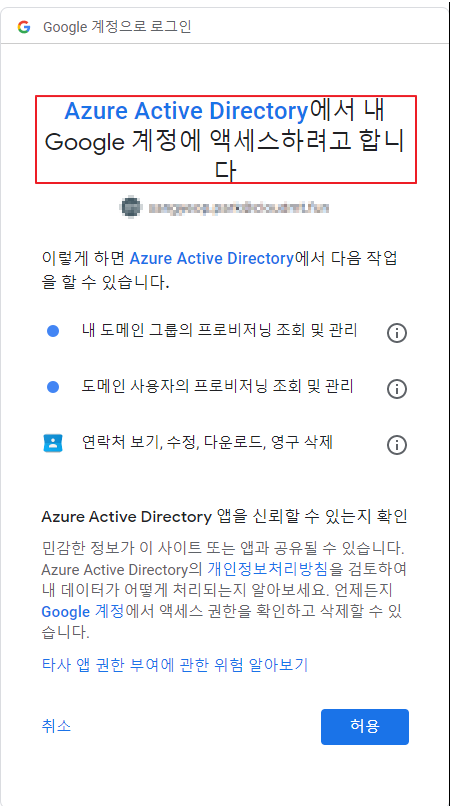 Google 계정으로 로그인
Azure Active Directory에서 내
Google 계정에 액세스하려고 합니
다
이렇게 하면 Azure Active Directory에서 다음 작업
을 할 수 있습니다.
내 도메인 그룹의 프로비저닝 조회 및 관리
도메인 사용자의 프로비저닝 조회 및 관리
연락처 보기, 수정, 다운로드, 영구 삭제
Azure Active Directory 앱을 신뢰할 수 있는지 확인
민감한 정보가 이 사이트 또는 앱과 공유될 수 있습니다.
Azure Active Directory의 개인정보처리방침을 검토하여
내 데이터가 어떻게 처리되는지 알아보세요. 언제든지
Google 계정에서 액세스 권한을 확인하고 삭제할 수 있
습니다.
타사 앱 권한 부여에 관한 위험 알아보기
취소
허용